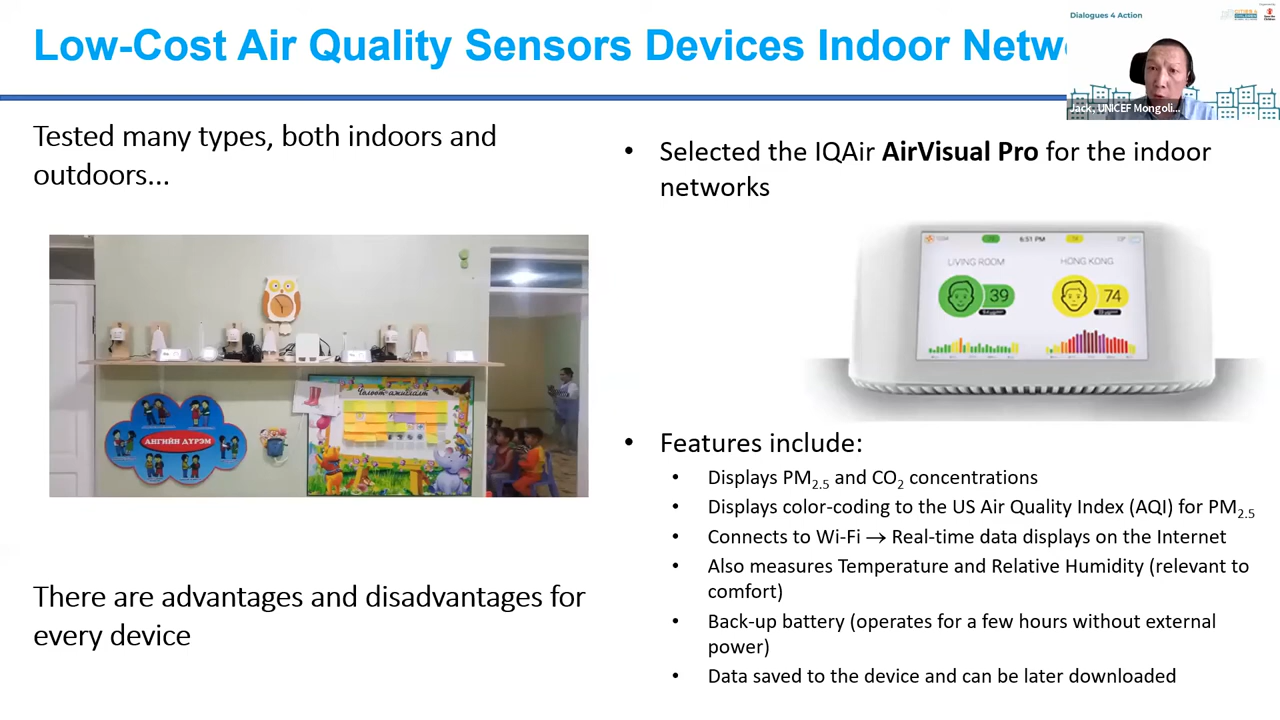 Dialogues 4 Action
Low-Cost Air Quality Sensors Devices Indoor Netw
Jack, UNICEF Mongoli...
Tested many types, both indoors and
outdoors...
АНГИЙН ДҮРЭМ
There are advantages and disadvantages for
every device
• Selected the IQAir AirVisual Pro for the indoor
networks
6:51 PM
LIVING ROOM
39
HONG KONG
74
• Features include:
• Displays PM2.5 and CO2 concentrations
• Displays color-coding to the US Air Quality Index (AQI) for PM2.5
• Connects to Wi-Fi → Real-time data displays on the Internet
• Also measures Temperature and Relative Humidity (relevant to
comfort)
• Back-up battery (operates for a few hours without external
power)
• Data saved to the device and can be later downloaded